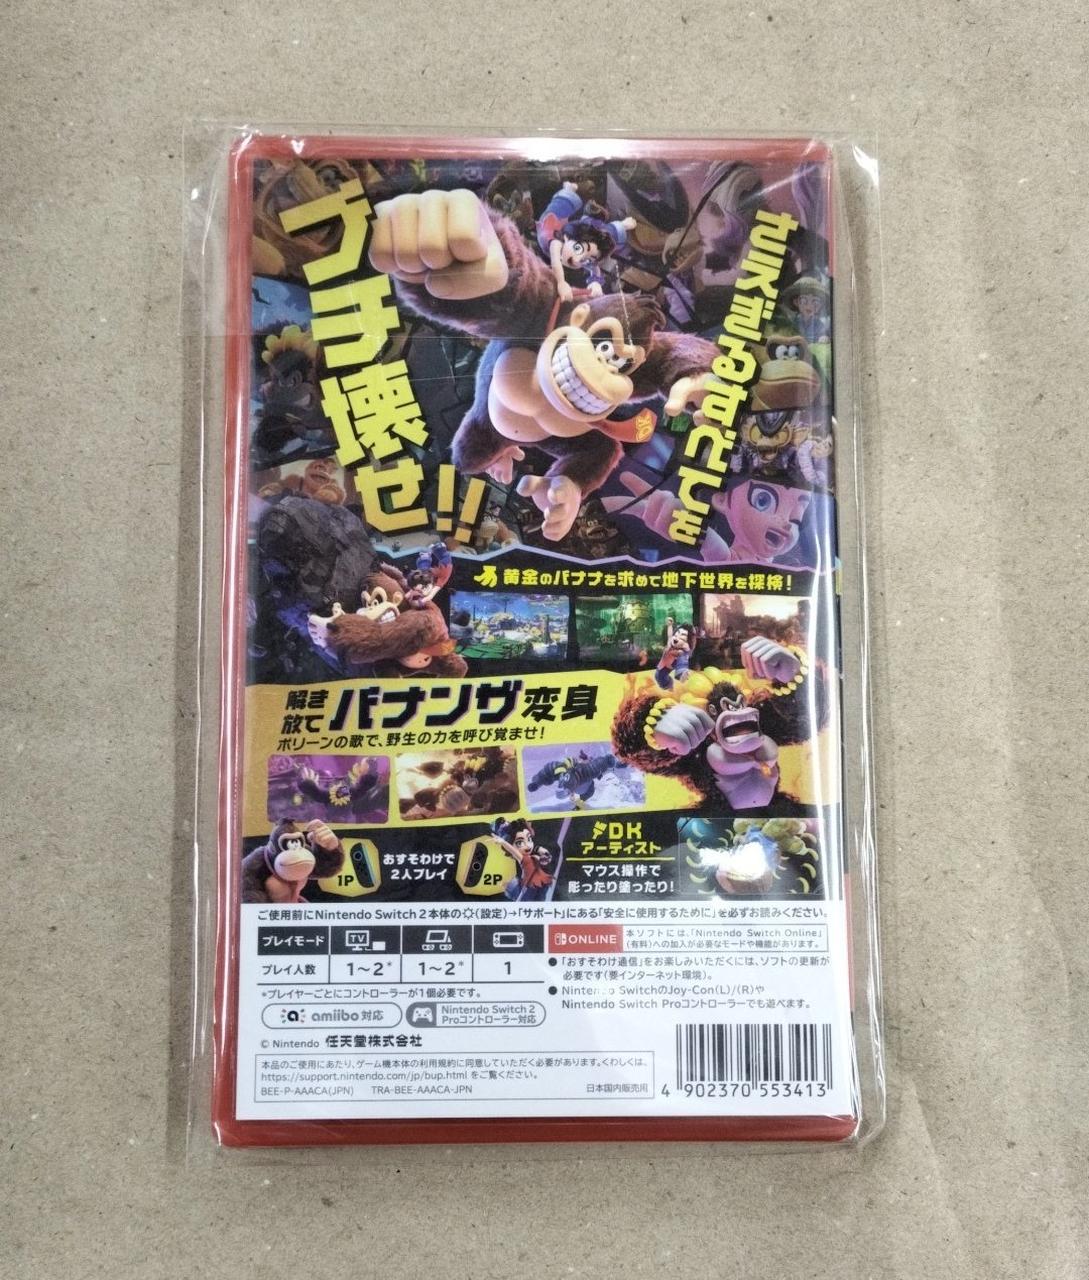 カベもゆかもすべてを
ブチ壊せ!!
黄金のバナナを求めて地下世界を探検!
解き放て バナンザ変身
ポリーンの歌で、野生の力を呼び覚ませ!
1P
おすそわけで
2人プレイ
2P
DK
アーティスト
マウス操作で
彫ったり塗ったり!
ご使用前にNintendo Switch 2本体の(設定)→「サポート」にある「安全に使用するために」を必ずお読みください。
プレイモード TV
プレイ人数 1~2* 1~2* 1
*プレイヤーごとにコントローラーが1個必要です。
amiibo 対応
Nintendo Switch 2
Proコントローラー対応
ONLINE
本ソフトには、「Nintendo Switch Online」
(有料)への加入が必要なモードや機能があります。
●「おすそわけ通信」をお楽しみいただくには、ソフトの更新が
必要です(要インターネット環境)。
●Nintendo SwitchのJoy-Con(L)/(R)や
Nintendo Switch Proコントローラーでも遊べます。
© Nintendo 任天堂株式会社
本品のご使用にあたり、ゲーム機本体の利用規約に同意していただく必要があります。くわしくは、
https://support.nintendo.com/jp/bup.html をご覧ください。
BEE-P-AAACA(JPN) TRA-BEE-AAACA-JPN 日本国内販売用
4 902370 553413